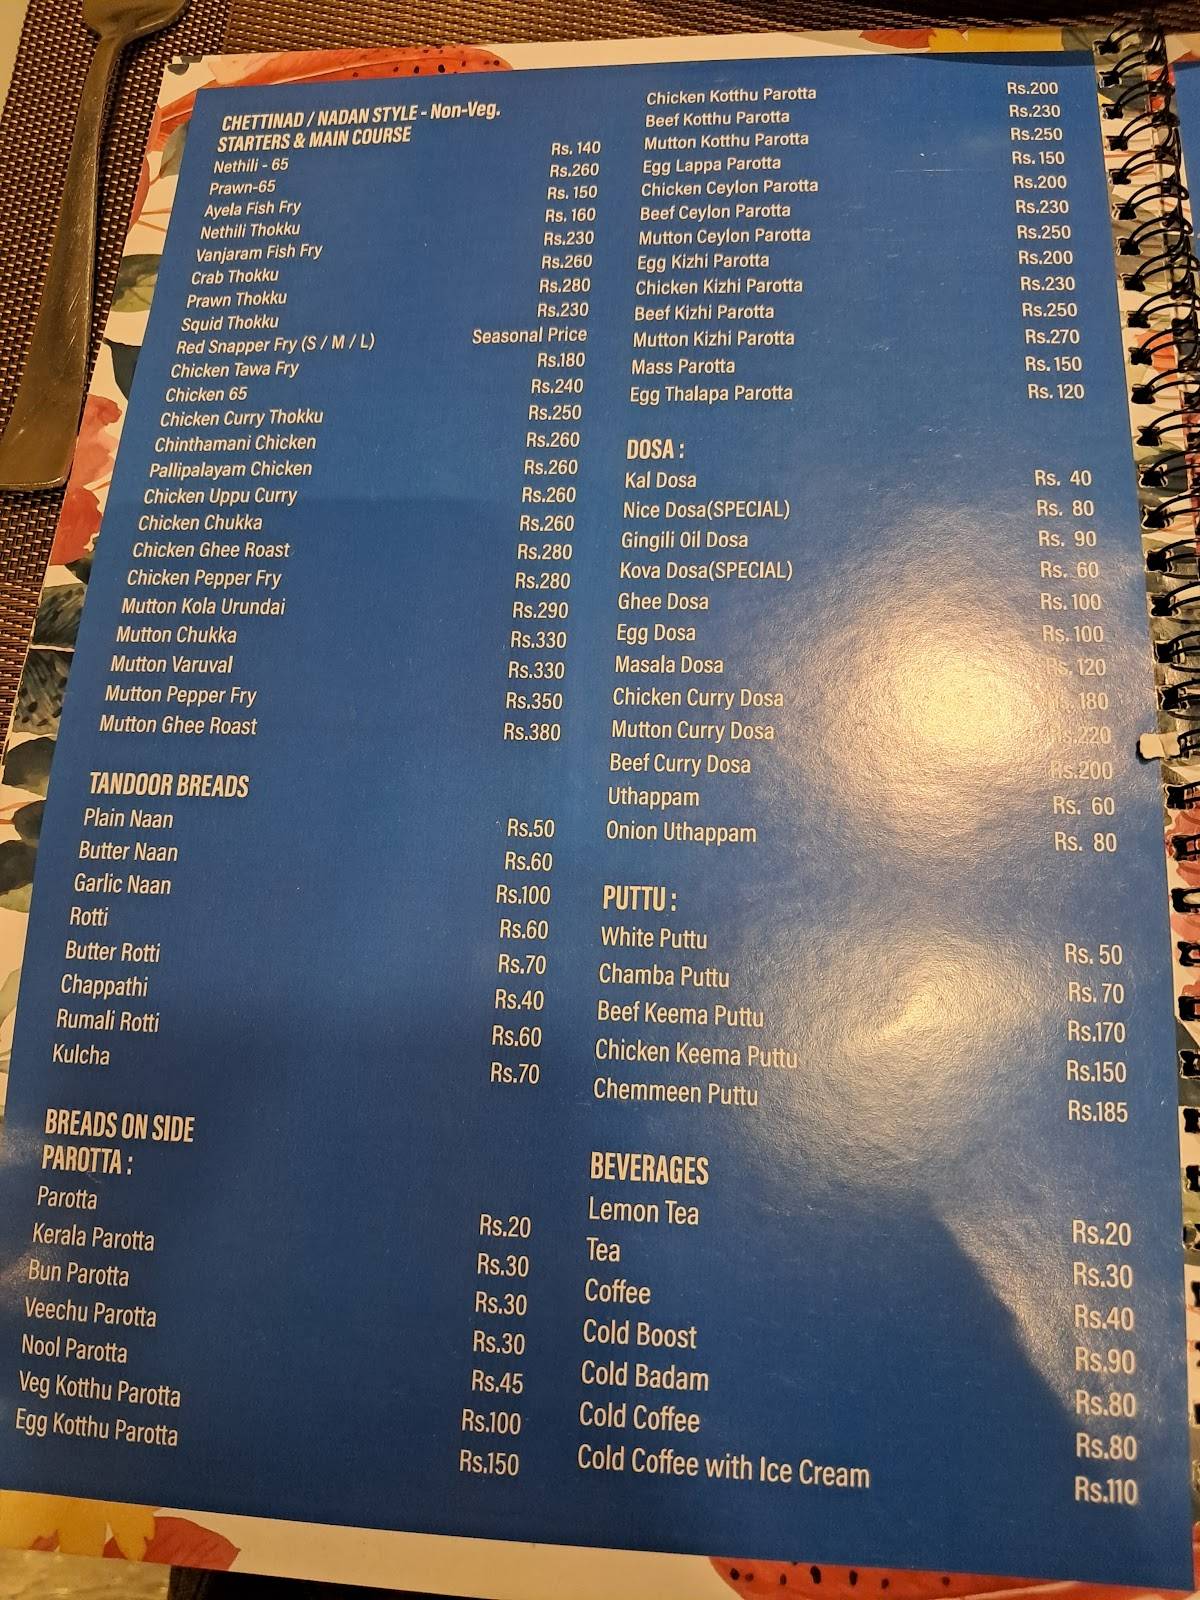 CHETTINAD / NADAN STYLE - Non-Veg.
STARTERS & MAIN COURSE
Nethili - 65 Rs. 140
Prawn-65 Rs.260
Ayela Fish Fry Rs. 150
Nethili Thokku Rs. 160
Vanjaram Fish Fry Rs.230
Crab Thokku Rs.260
Prawn Thokku Rs.280
Squid Thokku Rs.230
Red Snapper Fry (S / M / L) Seasonal Price
Chicken Tawa Fry Rs.180
Chicken 65 Rs.240
Chicken Curry Thokku Rs.250
Chinthamani Chicken Rs.260
Pallipalayam Chicken Rs.260
Chicken Uppu Curry Rs.260
Chicken Chukka Rs.260
Chicken Ghee Roast Rs.280
Chicken Pepper Fry Rs.280
Mutton Kola Urundai Rs.290
Mutton Chukka Rs.330
Mutton Varuval Rs.330
Mutton Pepper Fry Rs.350
Mutton Ghee Roast Rs.380
TANDOOR BREADS
Plain Naan Rs.50
Butter Naan Rs.60
Garlic Naan Rs.100
Rotti Rs.60
Butter Rotti Rs.70
Chappathi Rs.40
Rumali Rotti Rs.60
Kulcha Rs.70
BREADS ON SIDE
PAROTTA :
Parotta Rs.20
Kerala Parotta Rs.30
Bun Parotta Rs.30
Veechu Parotta Rs.30
Nool Parotta Rs.45
Veg Kotthu Parotta Rs.100
Egg Kotthu Parotta Rs.150
Chicken Kotthu Parotta Rs.200
Beef Kotthu Parotta Rs.230
Mutton Kotthu Parotta Rs.250
Egg Lappa Parotta Rs. 150
Chicken Ceylon Parotta Rs.200
Beef Ceylon Parotta Rs.230
Mutton Ceylon Parotta Rs.250
Egg Kizhi Parotta Rs.200
Chicken Kizhi Parotta Rs.230
Beef Kizhi Parotta Rs.250
Mutton Kizhi Parotta Rs.270
Mass Parotta Rs. 150
Egg Thalapa Parotta Rs. 120
DOSA :
Kal Dosa Rs. 40
Nice Dosa(SPECIAL) Rs. 80
Gingili Oil Dosa Rs. 90
Kova Dosa(SPECIAL) Rs. 60
Ghee Dosa Rs. 100
Egg Dosa Rs. 100
Masala Dosa Rs. 120
Chicken Curry Dosa Rs. 180
Mutton Curry Dosa Rs.220
Beef Curry Dosa Rs.200
Uthappam Rs. 60
Onion Uthappam Rs. 80
PUTTU :
White Puttu Rs. 50
Chamba Puttu Rs. 70
Beef Keema Puttu Rs.170
Chicken Keema Puttu Rs.150
Chemmeen Puttu Rs.185
BEVERAGES
Lemon Tea Rs.20
Tea Rs.30
Coffee Rs.40
Cold Boost Rs.90
Cold Badam Rs.80
Cold Coffee Rs.80
Cold Coffee with Ice Cream Rs.110